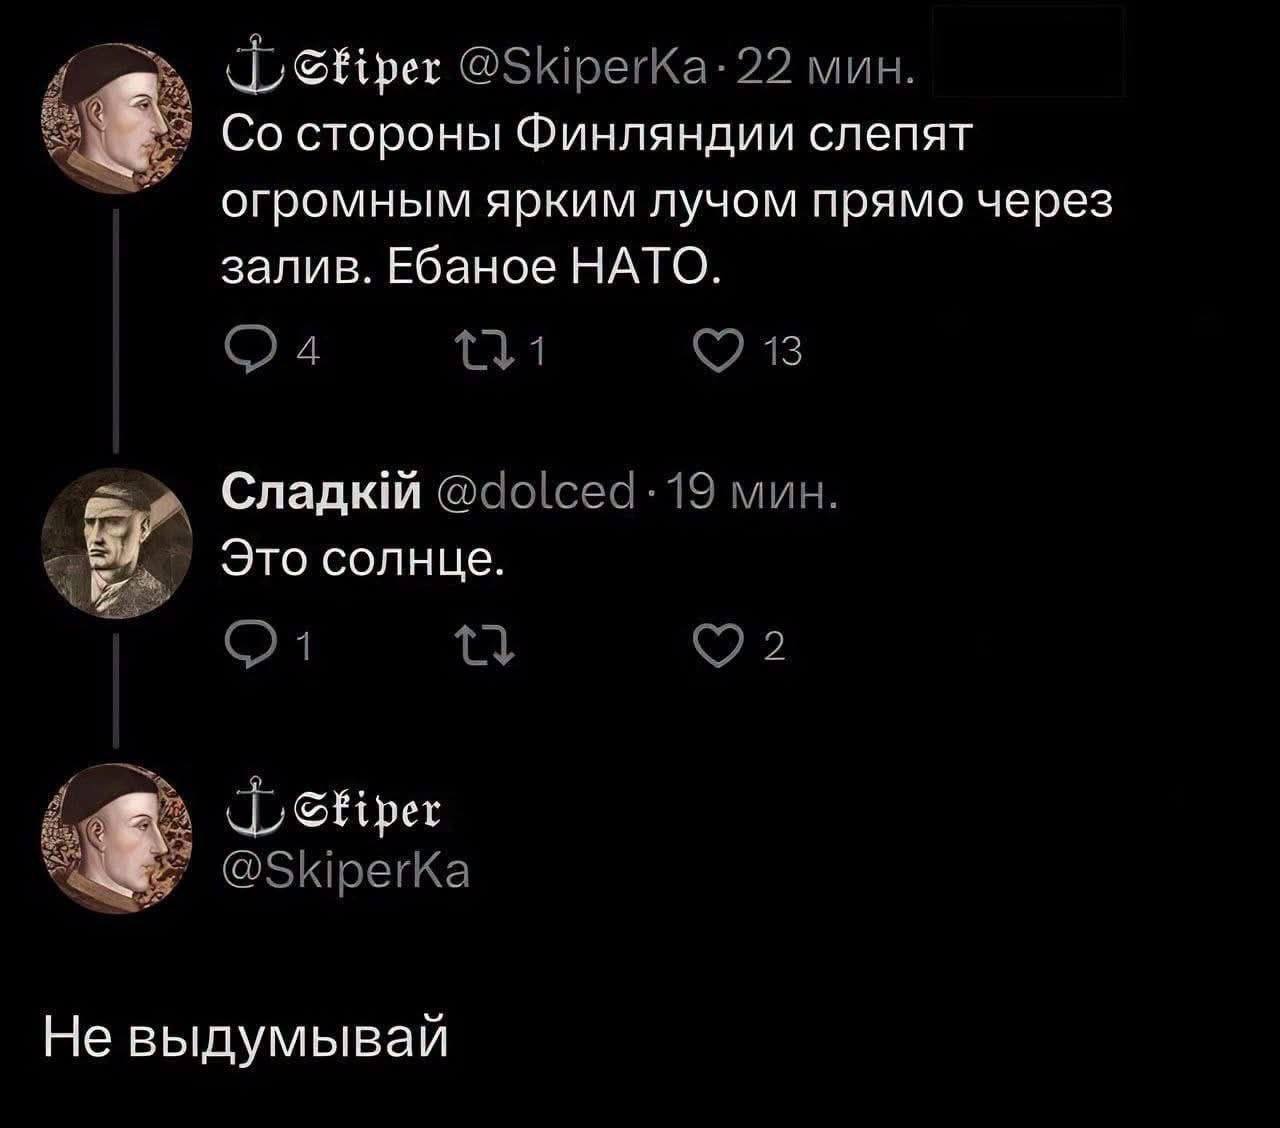 ⚓𝕾𝖐𝖎𝖕𝖊𝖗 @SkiperKa · 22 мин.
Со стороны Финляндии слепят
огромным ярким лучом прямо через
залив. Ебаное НАТО.
4 1 13
Сладкій @dolced · 19 мин.
Это солнце.
1 2
⚓𝕾𝖐𝖎𝖕𝖊𝖗
@SkiperKa
Не выдумывай